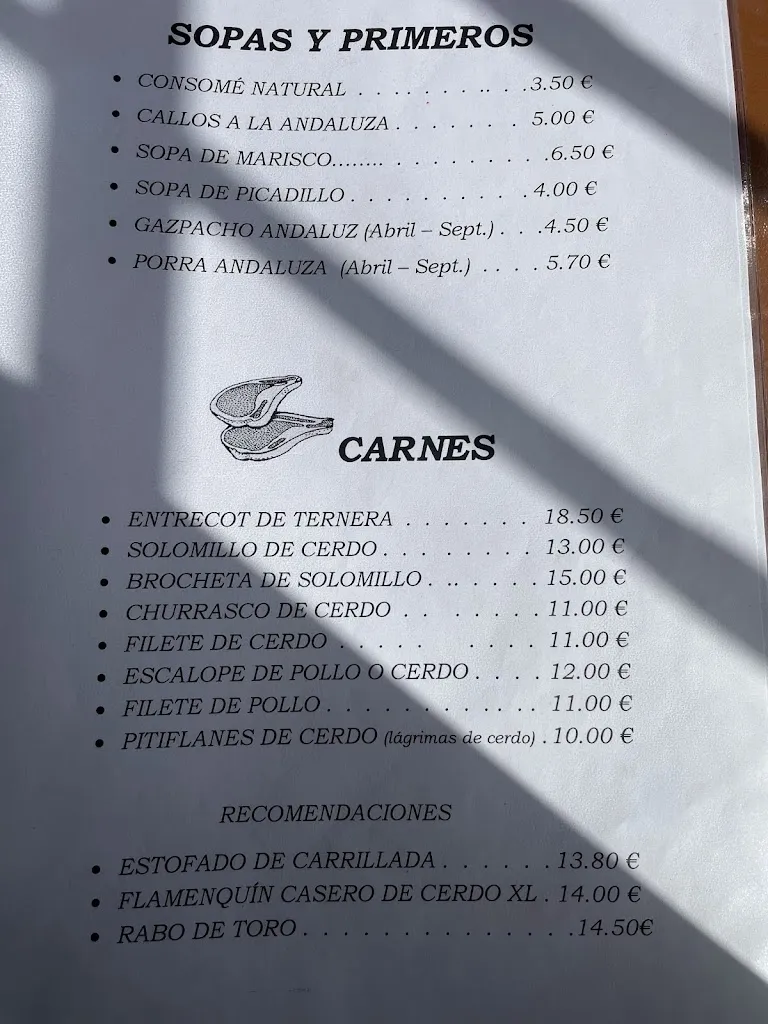 SOPAS Y PRIMEROS
• CONSOMÉ NATURAL . . . . . . . .. . .3.50 €
• CALLOS A LA ANDALUZA . . . . . . . 5.00 €
• SOPA DE MARISCO........ . . . . . . . . .6.50 €
• SOPA DE PICADILLO . . . . . . . . . .4.00 €
• GAZPACHO ANDALUZ (Abril – Sept.) . . .4.50 €
• PORRA ANDALUZA (Abril – Sept.) . . . . 5.70 €
CARNES
• ENTRECOT DE TERNERA . . . . . . . 18.50 €
• SOLOMILLO DE CERDO . . . . . . . . 13.00 €
• BROCHETA DE SOLOMILLO . .. . . . . 15.00 €
• CHURRASCO DE CERDO . . . . . . . 11.00 €
• FILETE DE CERDO . . . . . . . . 11.00 €
• ESCALOPE DE POLLO O CERDO . . . . 12.00 €
• FILETE DE POLLO . . . . . . . . . . . . 11.00 €
• PITIFLANES DE CERDO (lágrimas de cerdo) . 10.00 €
RECOMENDACIONES
• ESTOFADO DE CARRILLADA . . . . . . 13.80 €
• FLAMENQUÍN CASERO DE CERDO XL . 14.00 €
• RABO DE TORO . . . . . . . . . . . . . . .14.50€